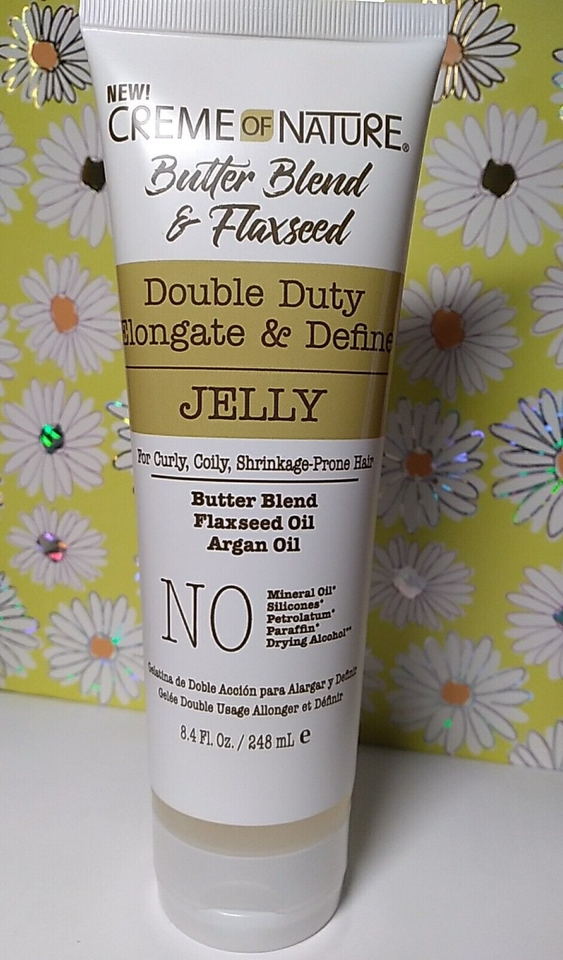 NEW!
CREME OF NATURE®
Butter Blend
& Flaxseed
Double Duty
Elongate & Define
JELLY
For Curly, Coily, Shrinkage-Prone Hair
Butter Blend
Flaxseed Oil
Argan Oil
NO
Mineral Oil*
Silicones*
Petrolatum*
Paraffin*
Drying Alcohol**
Gelatina de Doble Acción para Alargar y Definir
Gelée Double Usage Allonger et Définir
8.4 Fl. Oz. / 248 mL e